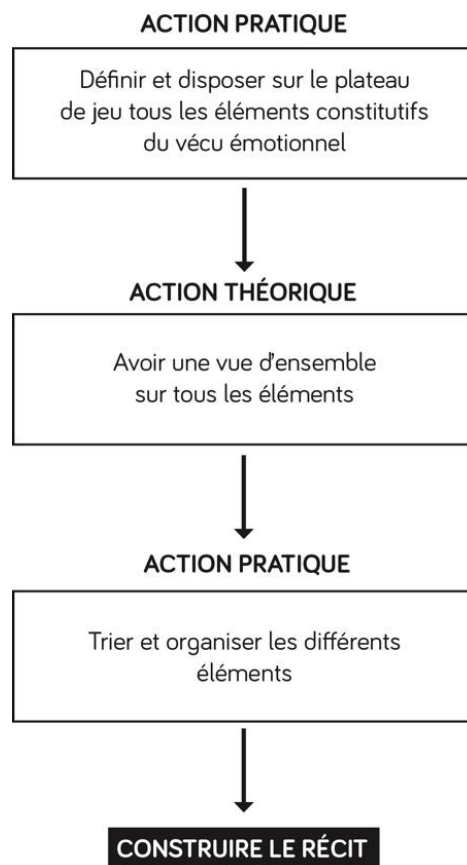 ACTION PRATIQUE
Définir et disposer sur le plateau
de jeu tous les éléments constitutifs
du vécu émotionnel
ACTION THÉORIQUE
Avoir une vue d'ensemble
sur tous les éléments
ACTION PRATIQUE
Trier et organiser les différents
éléments
CONSTRUIRE LE RÉCIT